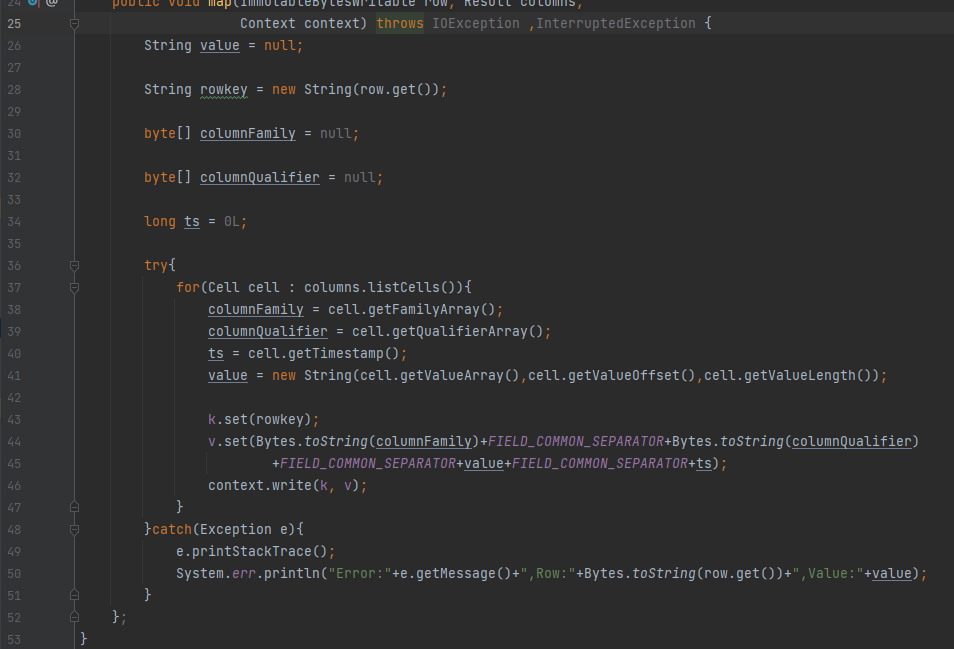 24 public void map(ImmutableBytesWritable row, Result columns,
25 Context context) throws IOException ,InterruptedException {
26 String value = null;
27
28 String rowkey = new String(row.get());
29
30 byte[] columnFamily = null;
31
32 byte[] columnQualifier = null;
33
34 long ts = 0L;
35
36 try{
37 for(Cell cell : columns.listCells()){
38 columnFamily = cell.getFamilyArray();
39 columnQualifier = cell.getQualifierArray();
40 ts = cell.getTimestamp();
41 value = new String(cell.getValueArray(),cell.getValueOffset(),cell.getValueLength());
42
43 k.set(rowkey);
44 v.set(Bytes.toString(columnFamily)+FIELD_COMMON_SEPARATOR+Bytes.toString(columnQualifier)
45 +FIELD_COMMON_SEPARATOR+value+FIELD_COMMON_SEPARATOR+ts);
46 context.write(k, v);
47 }
48 }catch(Exception e){
49 e.printStackTrace();
50 System.err.println("Error:"+e.getMessage()+",Row:"+Bytes.toString(row.get())+",Value:"+value);
51 }
52 };
53 }